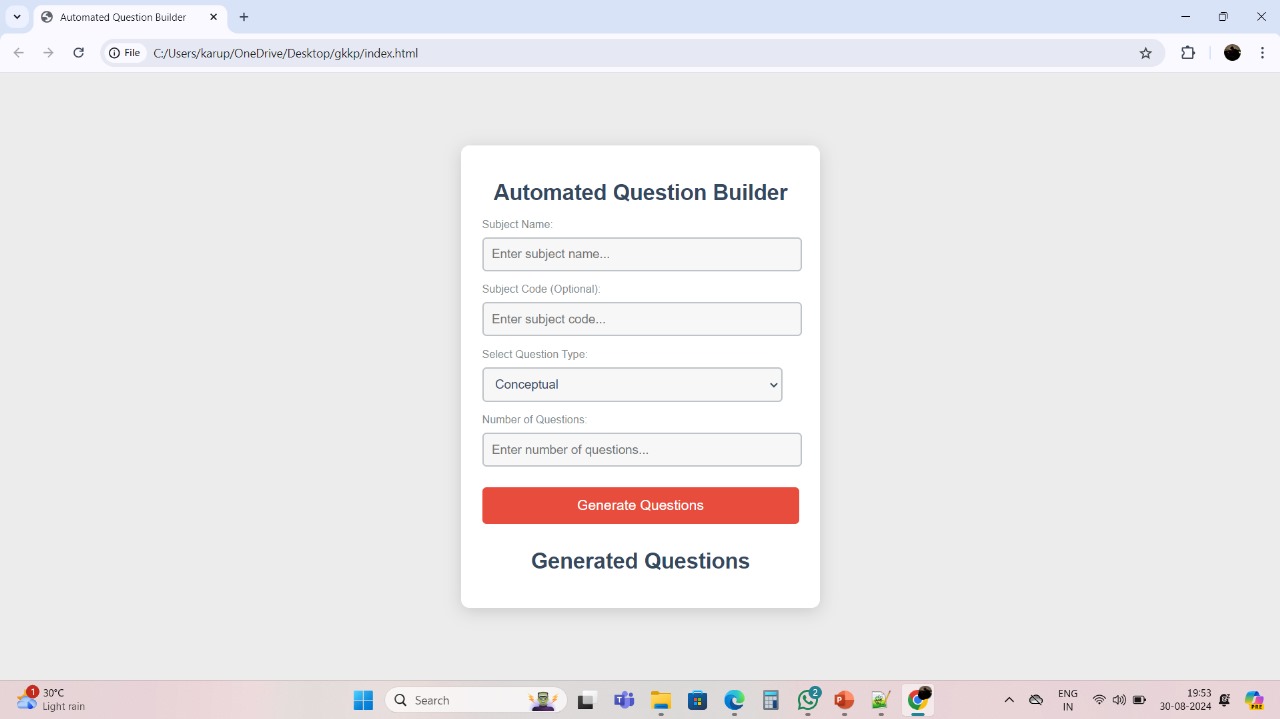 Automated Question Builder
File
C:/Users/karup/OneDrive/Desktop/gkkp/index.html
Automated Question Builder
Subject Name:
Enter subject name...
Subject Code (Optional):
Enter subject code...
Select Question Type:
Conceptual
Number of Questions:
Enter number of questions...
Generate Questions
Generated Questions
1
30°C
Light rain
Search
2
ENG
IN
19:53
30-08-2024
PRE